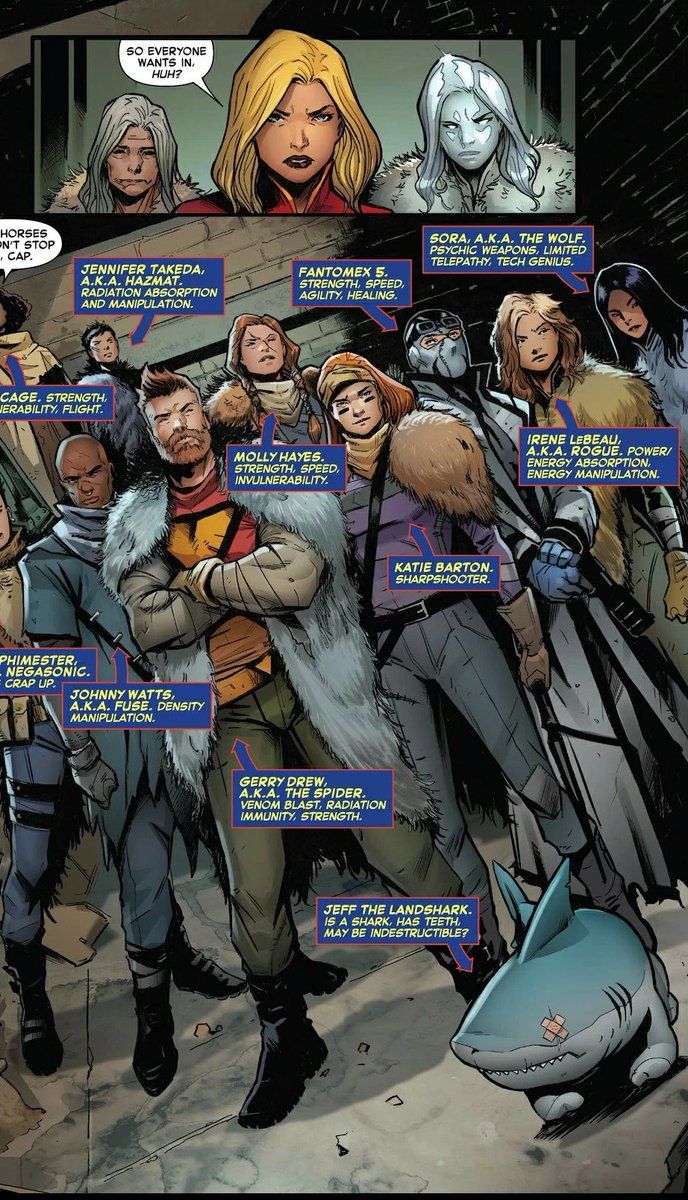 SO EVERYONE
WANTS IN,
HUH?
HORSES
N'T STOP
, CAP.
SORA, A.K.A. THE WOLF.
PSYCHIC WEAPONS, LIMITED
TELEPATHY, TECH GENIUS.
JENNIFER TAKEDA,
A.K.A. HAZMAT.
RADIATION ABSORPTION
AND MANIPULATION.
FANTOMEX 5.
STRENGTH, SPEED,
AGILITY, HEALING.
CAGE. STRENGTH,
NERABILITY, FLIGHT.
MOLLY HAYES.
STRENGTH, SPEED,
INVULNERABILITY.
IRENE LEBEAU,
A.K.A. ROGUE. POWER/
ENERGY ABSORPTION,
ENERGY MANIPULATION.
KATIE BARTON.
SHARPSHOOTER.
PHIMESTER,
NEGASONIC.
CRAP UP.
JOHNNY WATTS,
A.K.A. FUSE. DENSITY
MANIPULATION.
GERRY DREW,
A.K.A. THE SPIDER.
VENOM BLAST, RADIATION
IMMUNITY, STRENGTH.
JEFF THE LANDSHARK.
IS A SHARK, HAS TEETH,
MAY BE INDESTRUCTIBLE?